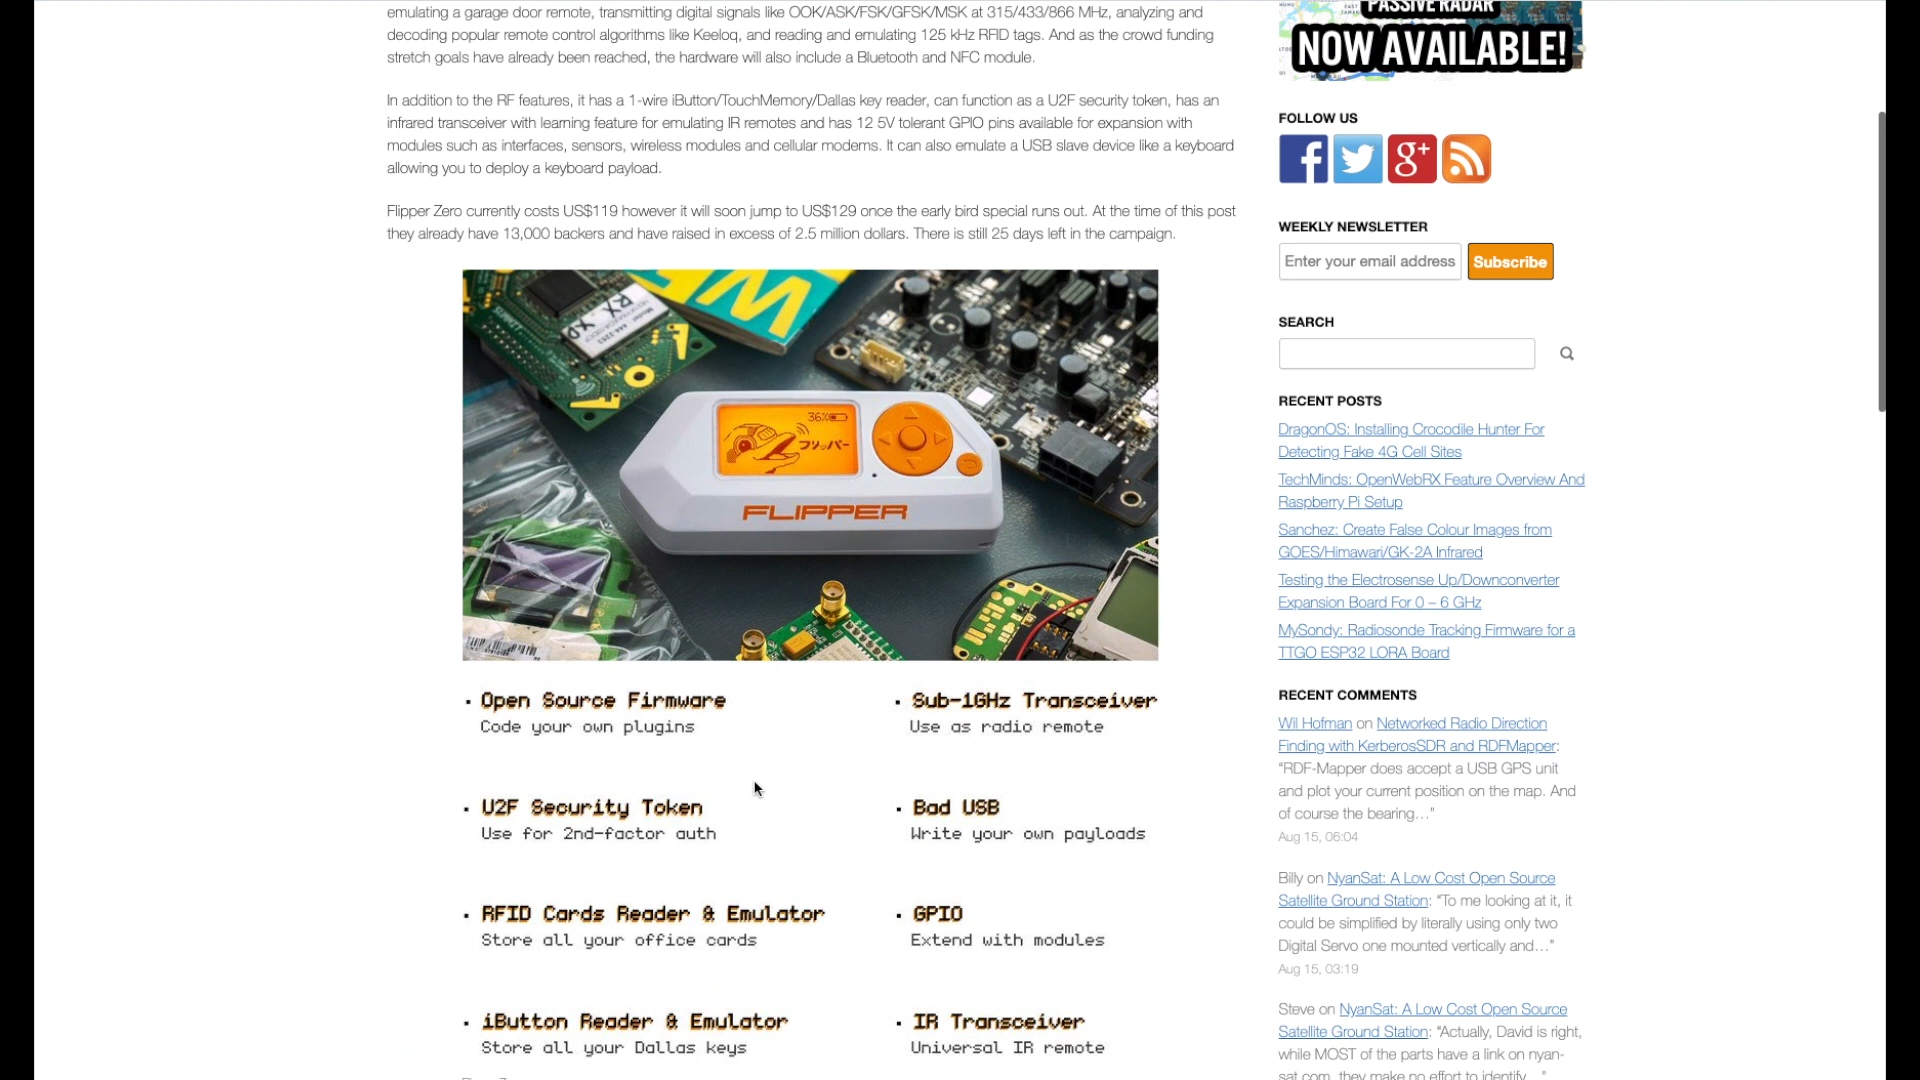 emulating a garage door remote, transmitting digital signals like OOK/ASK/FSK/GFSK/MSK at 315/433/866 MHz, analyzing and
decoding popular remote control algorithms like Keeloq, and reading and emulating 125 kHz RFID tags. And as the crowd funding
stretch goals have already been reached, the hardware will also include a Bluetooth and NFC module.
In addition to the RF features, it has a 1-wire iButton/TouchMemory/Dallas key reader, can function as a U2F security token, has an
infrared transceiver with learning feature for emulating IR remotes and has 12 5V tolerant GPIO pins available for expansion with
modules such as interfaces, sensors, wireless modules and cellular modems. It can also emulate a USB slave device like a keyboard
allowing you to deploy a keyboard payload.
Flipper Zero currently costs US$119 however it will soon jump to US$129 once the early bird special runs out. At the time of this post
they already have 13,000 backers and have raised in excess of 2.5 million dollars. There is still 25 days left in the campaign.
RX XP
36%
フリッパー
FLIPPER
Open Source Firmware
Code your own plugins
Sub-1GHz Transceiver
Use as radio remote
U2F Security Token
Use for 2nd-factor auth
Bad USB
Write your own payloads
RFID Cards Reader & Emulator
Store all your office cards
GPIO
Extend with modules
iButton Reader & Emulator
Store all your Dallas keys
IR Transceiver
Universal IR remote
PASSIVE RADAR
NOW AVAILABLE!
FOLLOW US
WEEKLY NEWSLETTER
Enter your email address
Subscribe
SEARCH
RECENT POSTS
DragonOS: Installing Crocodile Hunter For
Detecting Fake 4G Cell Sites
TechMinds: OpenWebRX Feature Overview And
Raspberry Pi Setup
Sanchez: Create False Colour Images from
GOES/Himawari/GK-2A Infrared
Testing the Electrosense Up/Downconverter
Expansion Board For 0 – 6 GHz
MySondy: Radiosonde Tracking Firmware for a
TTGO ESP32 LORA Board
RECENT COMMENTS
Wil Hofman on Networked Radio Direction
Finding with KerberosSDR and RDFMapper:
“RDF-Mapper does accept a USB GPS unit
and plot your current position on the map. And
of course the bearing…”
Aug 15, 06:04
Billy on NyanSat: A Low Cost Open Source
Satellite Ground Station: “To me looking at it, it
could be simplified by literally using only two
Digital Servo one mounted vertically and…”
Aug 15, 03:19
Steve on NyanSat: A Low Cost Open Source
Satellite Ground Station: “Actually, David is right,
while MOST of the parts have a link on nyan-
sat.com, they make no effort to identify…”